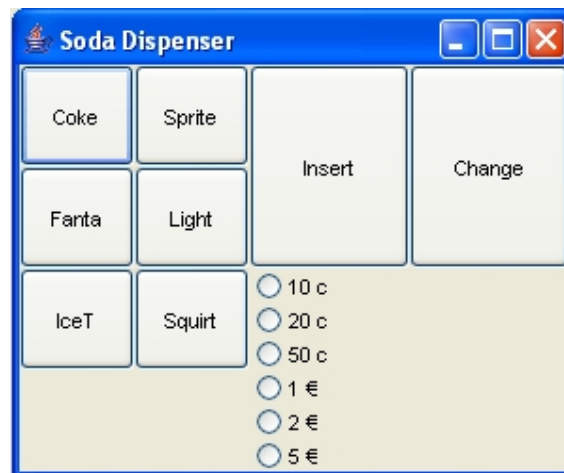 Soda Dispenser
Coke
Sprite
Insert
Change
Fanta
Light
IceT
Squirt
10 c
20 c
50 c
1 €
2 €
5 €